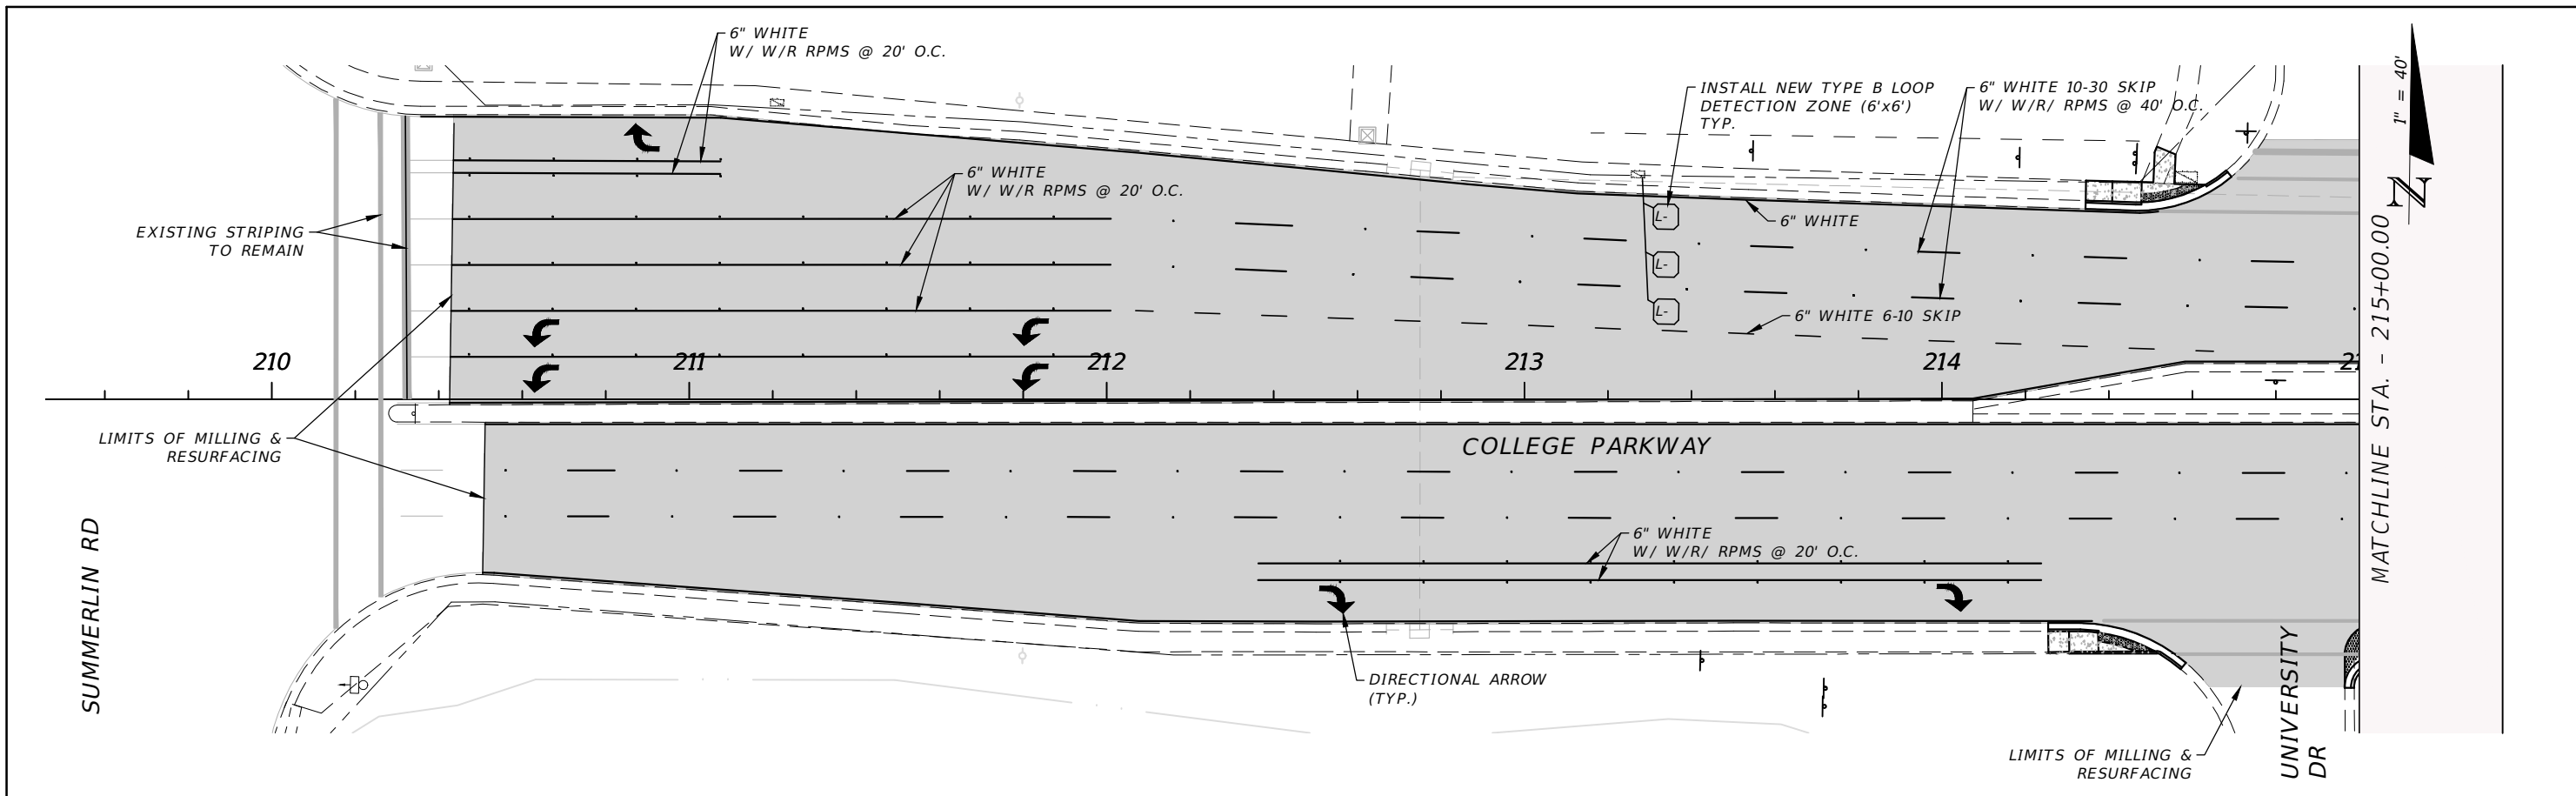 6" WHITE
W/ W/R RPMS @ 20' O.C.
INSTALL NEW TYPE B LOOP
DETECTION ZONE (6'x6')
TYP.
6" WHITE 10-30 SKIP
W/ W/R/ RPMS @ 40' O.C.
1" = 40'
N
6" WHITE
W/ W/R RPMS @ 20' O.C.
EXISTING STRIPING
TO REMAIN
L-
L-
L-
6" WHITE
6" WHITE 6-10 SKIP
210
211
212
213
214
MATCHLINE STA. - 215+00.00
LIMITS OF MILLING &
RESURFACING
COLLEGE PARKWAY
SUMMERLIN RD
6" WHITE
W/ W/R/ RPMS @ 20' O.C.
DIRECTIONAL ARROW
(TYP.)
LIMITS OF MILLING &
RESURFACING
UNIVERSITY
DR